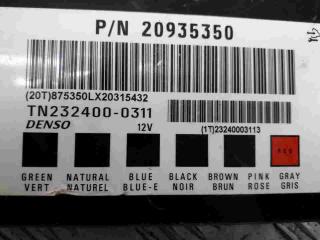 P/N 20935350
(20T)875350LX20315432
TN232400-0311
DENSO 12V
(1T)23240003113
GREEN NATURAL BLUE BLACK BROWN PINK GRAY
VERT NATUREL BLUE-E NOIR BRUN ROSE GRIS